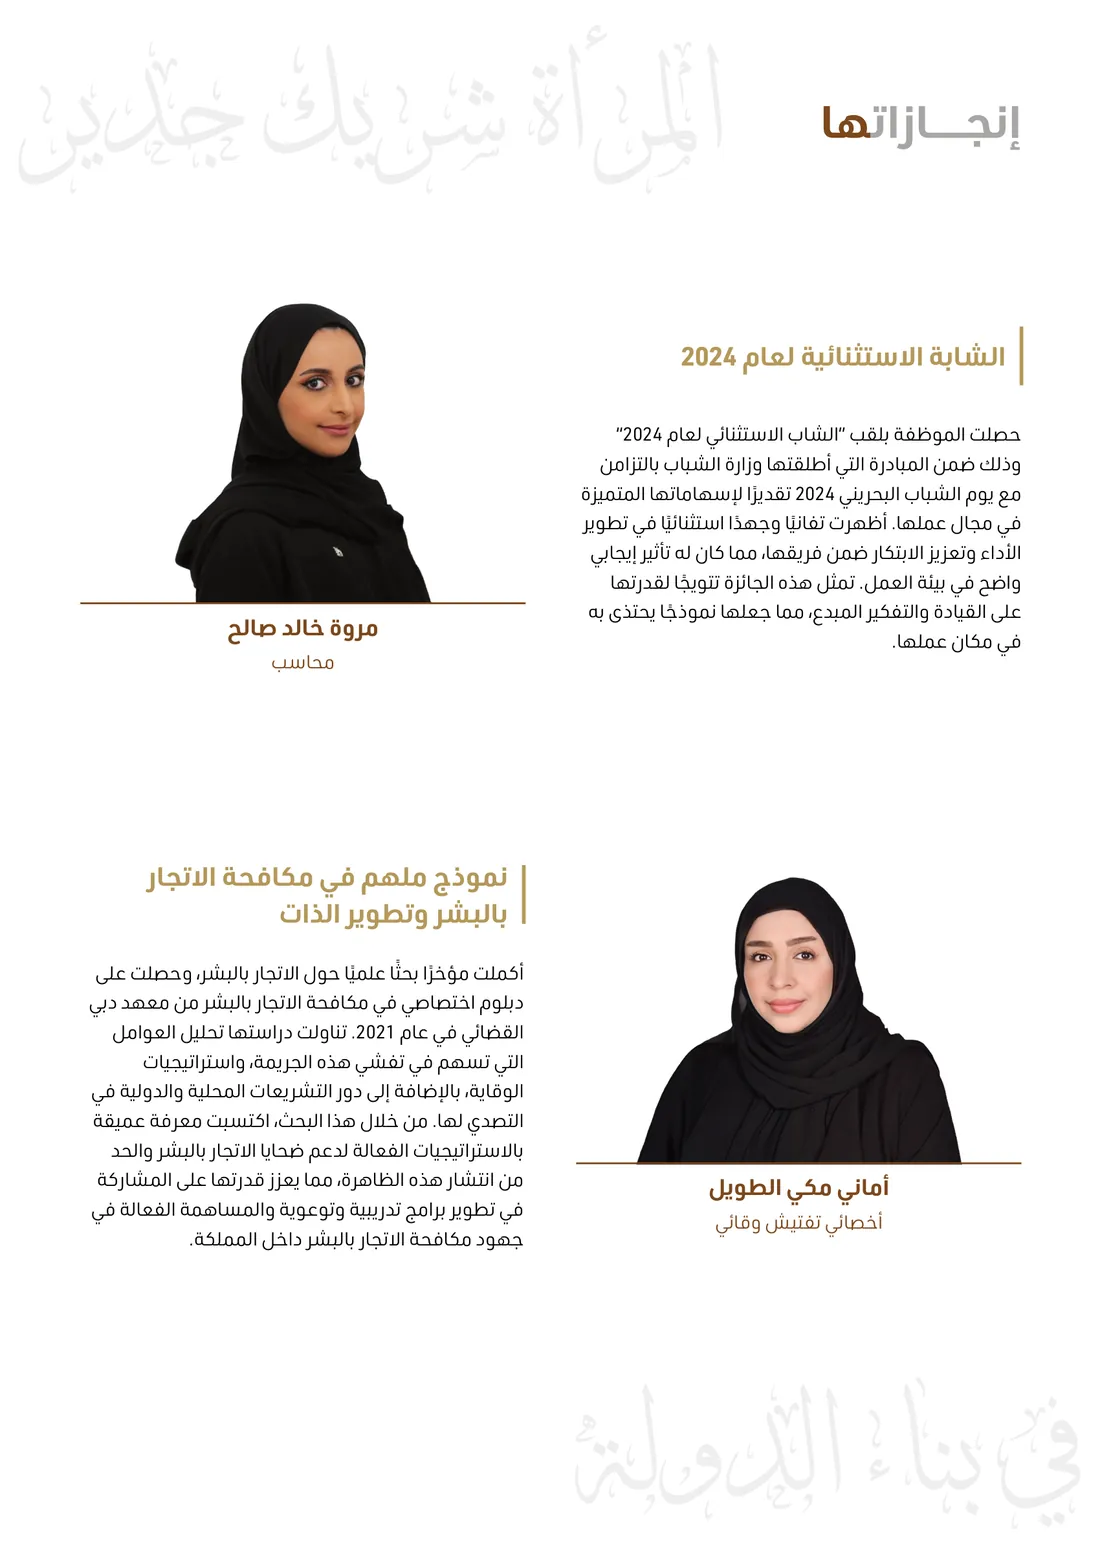 المرأة شريك جدير
إنجــازاتها
الشابة الاستثنائية لعام 2024
حصلت الموظفة بلقب "الشاب الاستثنائي لعام 2024"
وذلك ضمن المبادرة التي أطلقتها وزارة الشباب بالتزامن
مع يوم الشباب البحريني 2024 تقديرًا لإسهاماتها المتميزة
في مجال عملها. أظهرت تفانيًا وجهدًا استثنائيًا في تطوير
الأداء وتعزيز الابتكار ضمن فريقها، مما كان له تأثير إيجابي
واضح في بيئة العمل. تمثل هذه الجائزة تتويجًا لقدرتها
على القيادة والتفكير المبدع، مما جعلها نموذجًا يحتذى به
في مكان عملها.
مروة خالد صالح
محاسب
نموذج ملهم في مكافحة الاتجار
بالبشر وتطوير الذات
أكملت مؤخرًا بحثًا علميًا حول الاتجار بالبشر، وحصلت على
دبلوم اختصاصي في مكافحة الاتجار بالبشر من معهد دبي
القضائي في عام 2021. تناولت دراستها تحليل العوامل
التي تسهم في تفشي هذه الجريمة، واستراتيجيات
الوقاية، بالإضافة إلى دور التشريعات المحلية والدولية في
التصدي لها. من خلال هذا البحث، اكتسبت معرفة عميقة
بالاستراتيجيات الفعالة لدعم ضحايا الاتجار بالبشر والحد
من انتشار هذه الظاهرة، مما يعزز قدرتها على المشاركة
في تطوير برامج تدريبية وتوعوية والمساهمة الفعالة في
جهود مكافحة الاتجار بالبشر داخل المملكة.
أماني مكي الطويل
أخصائي تفتيش وقائي
في بناء الدولة